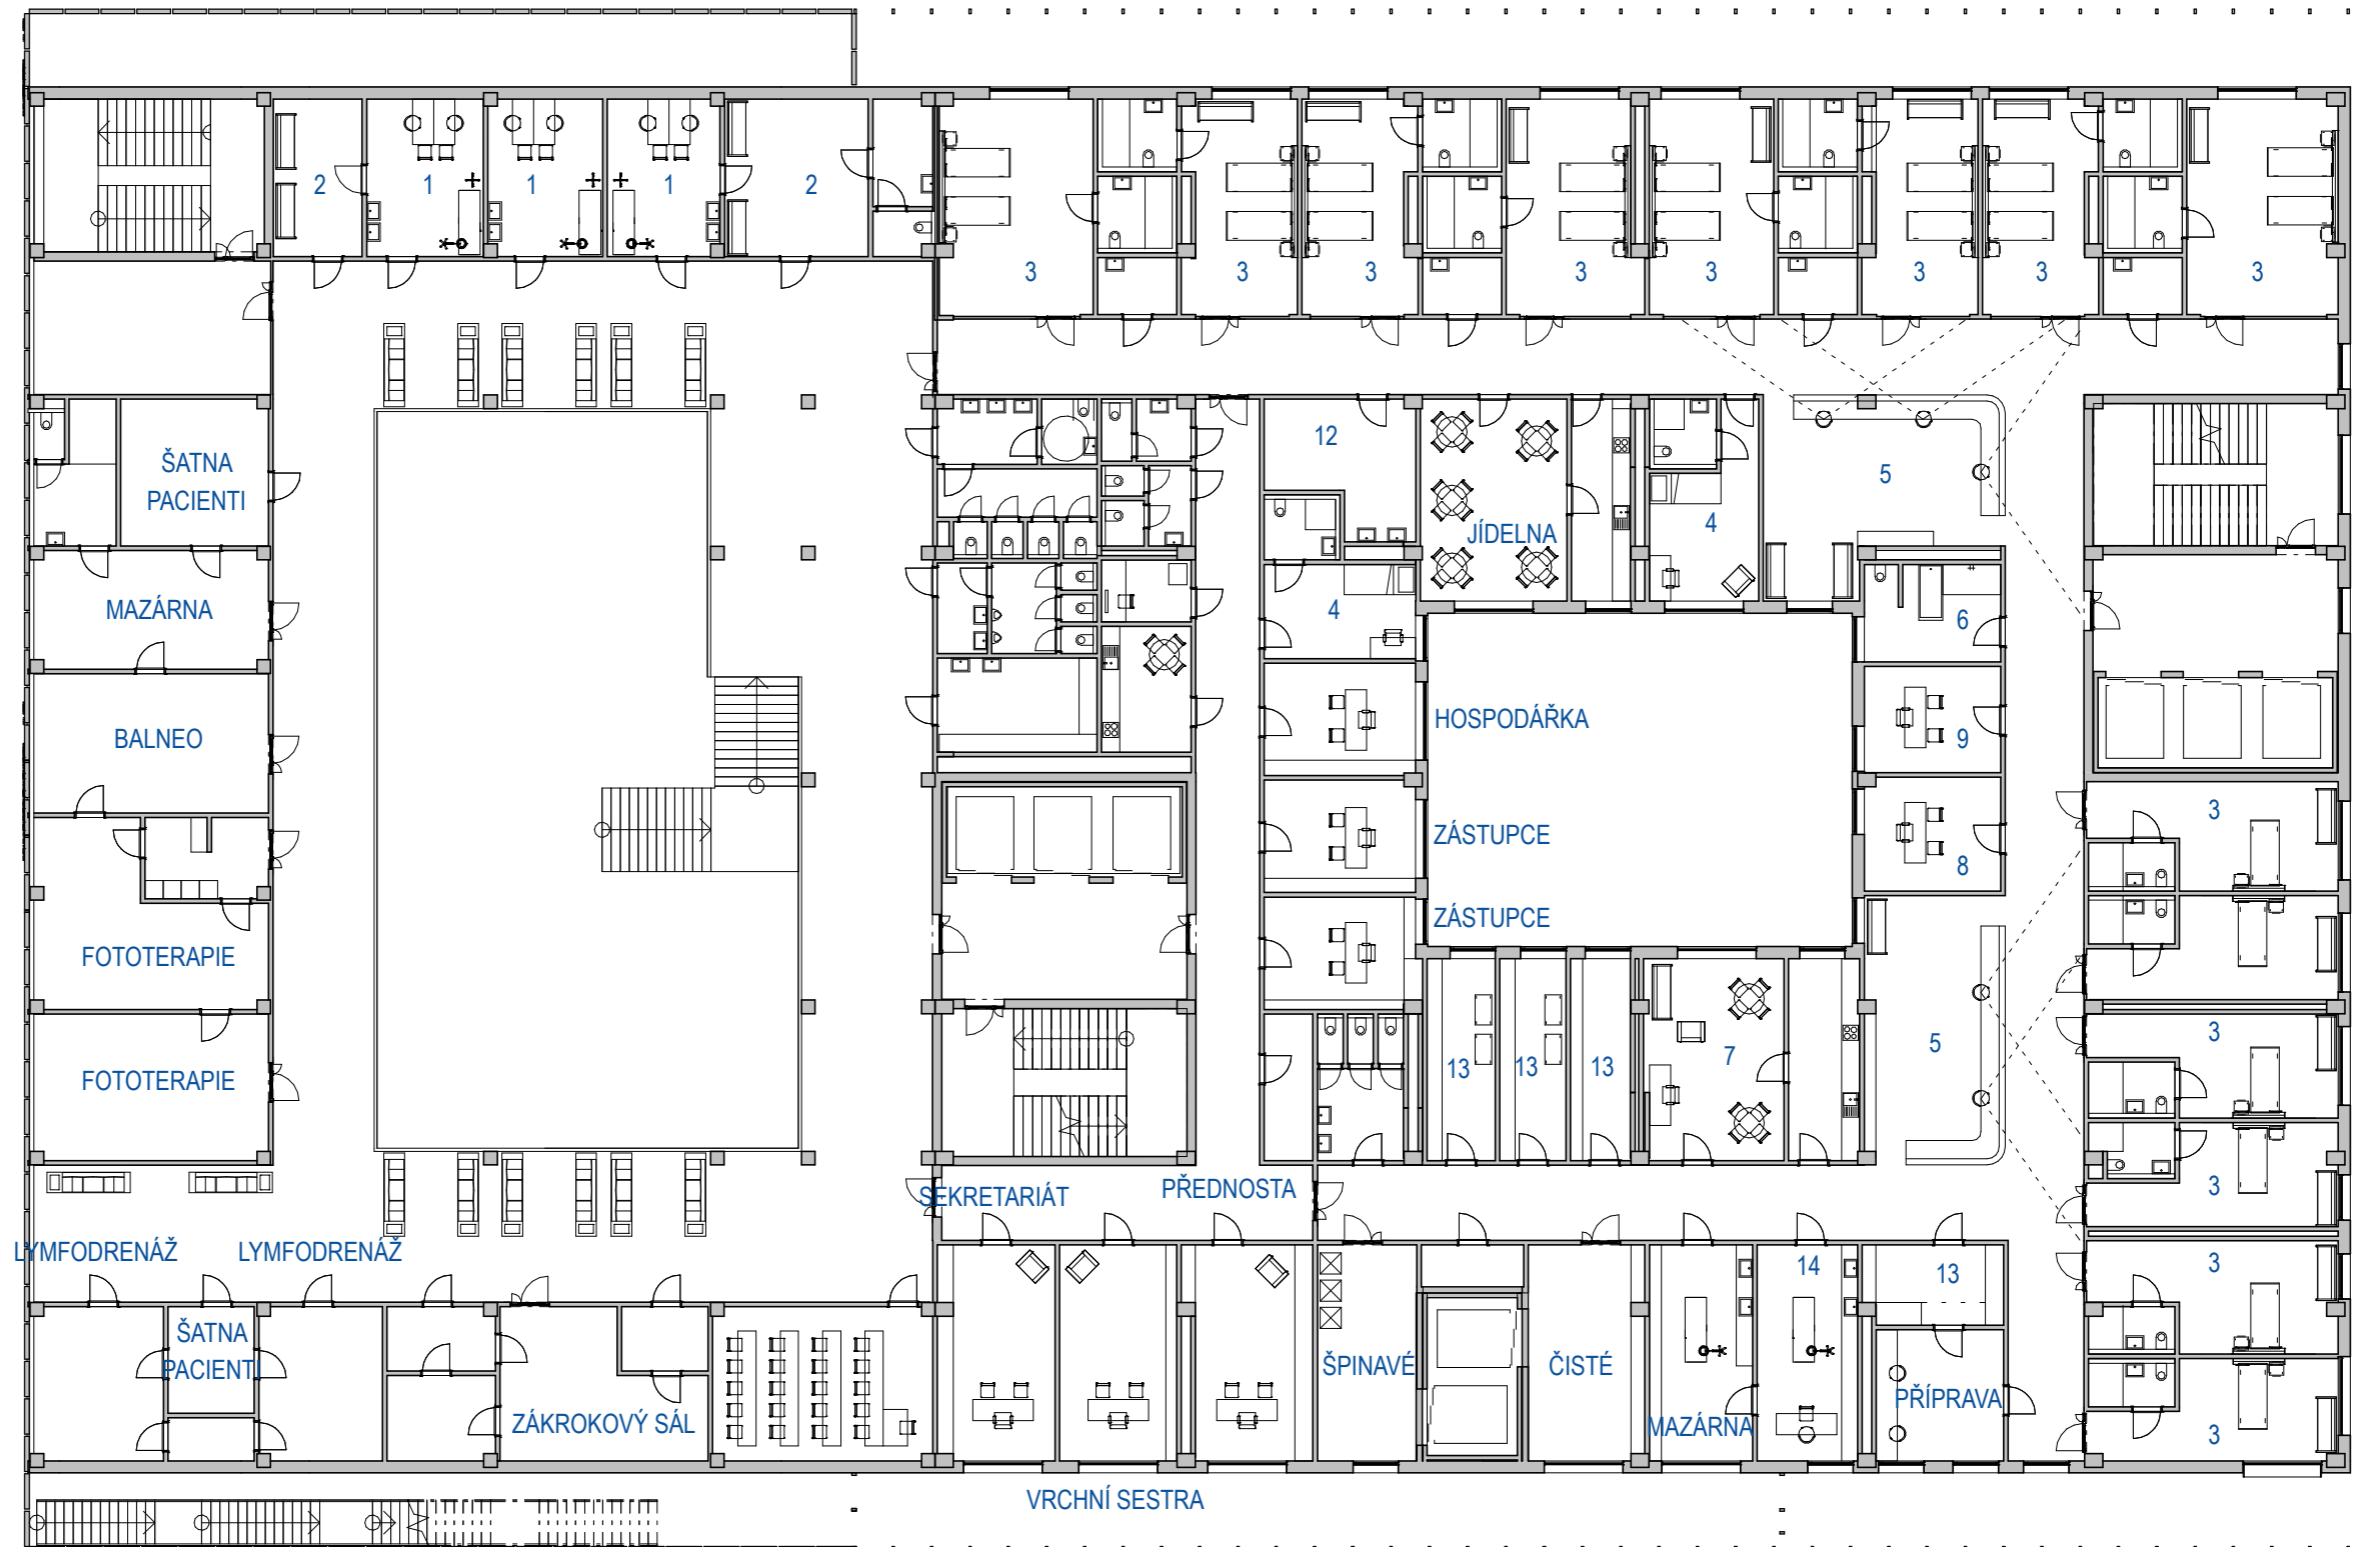 2
1
1
1
2
3
3
3
3
3
3
3
3
12
ŠATNA
PACIENTI
5
4
JÍDELNA
MAZÁRNA
4
6
HOSPODÁŘKA
BALNEO
9
3
ZÁSTUPCE
8
ZÁSTUPCE
FOTOTERAPIE
3
5
7
13
13
13
FOTOTERAPIE
SEKRETARIÁT
PŘEDNOSTA
3
LYMFODRENÁŽ
LYMFODRENÁŽ
14
13
3
ŠATNA
PACIENTI
ŠPINAVÉ
ČISTÉ
PŘÍPRAVA
ZÁKROKOVÝ SÁL
MAZÁRNA
3
VRCHNÍ SESTRA